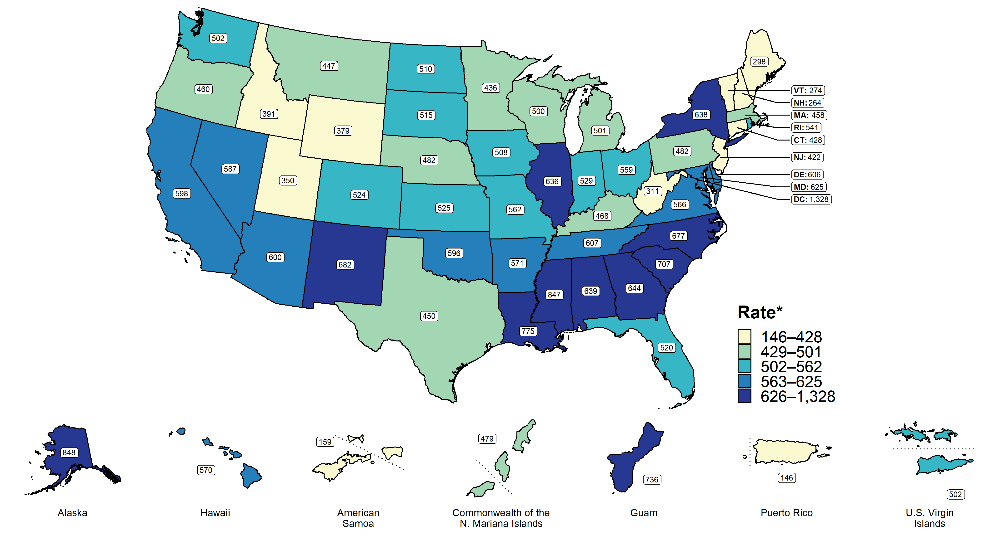 298
502
447
510
436
460
VT: 274
NH: 264
391
515
500
638
MA: 458
379
501
RI: 541
CT: 428
482
508
482
NJ: 422
587
559
DE: 606
350
636
529
MD: 625
598
524
311
DC: 1,328
525
562
566
468
677
607
600
596
571
682
707
847
639
644
Rate*
450
775
146–428
520
429–501
502–562
563–625
626–1,328
848
570
159
479
736
146
502
Alaska
Hawaii
American
Samoa
Commonwealth of the
N. Mariana Islands
Guam
Puerto Rico
U.S. Virgin
Islands